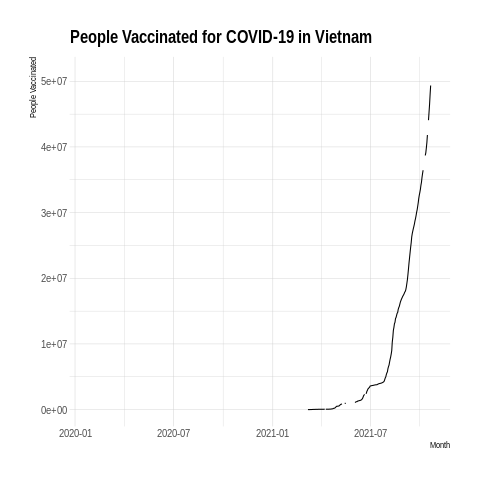 People Vaccinated for COVID-19 in Vietnam
People Vaccinated
5e+07
4e+07
3e+07
2e+07
1e+07
0e+00
2020-01 2020-07 2021-01 2021-07
Month